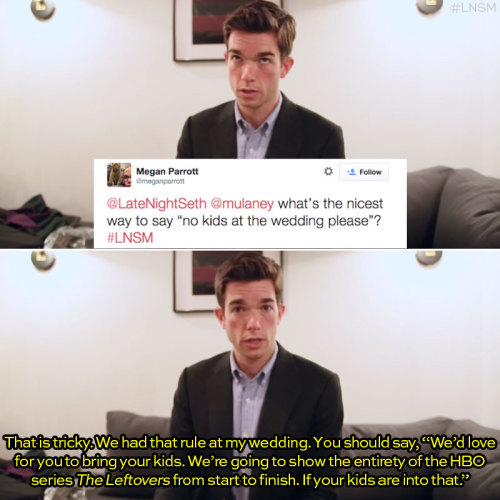 #LNSM
Megan Parrott
@meganparrott
Follow
@LateNightSeth @mulaney what's the nicest
way to say "no kids at the wedding please"?
#LNSM
That is tricky. We had that rule at my wedding. You should say, "We'd love
for you to bring your kids. We're going to show the entirety of the HBO
series The Leftovers from start to finish. If your kids are into that."